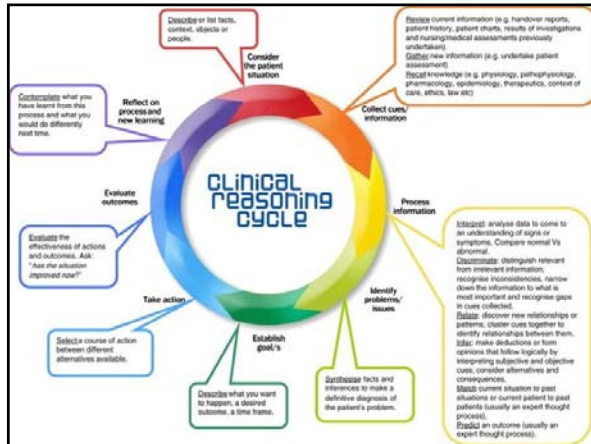 Describe or list facts,
context, objects or
people.
Consider
the patient
situation
Review current information (e.g. handover reports,
patient history, patient charts, results of investigations
and nursing/medical assessments previously
undertaken)
Gather new information (e.g. undertake patient
assessment)
Recall knowledge (e.g. physiology, pathophysiology,
pharmacology, epidemiology, therapeutics, context of
care, ethics, law etc)
Collect cues/
information
Process
information
Interpret: analyse data to come to
an understanding of signs or
symptoms. Compare normal Vs
abnormal.
Discriminate: distinguish relevant
from irrelevant information,
recognise inconsistencies, narrow
down the information to what is
most important and recognise gaps
in cues collected.
Relate: discover new relationships or
patterns; cluster cues together to
identify relationships between them.
Infer: make deductions or form
opinions that follow logically by
interpreting subjective and objective
cues; consider alternatives and
consequences.
Match current situation to past
situations or current patient to past
patients (usually an expert thought
process).
Predict an outcome (usually an
expert thought process).
Identify
problems/
issues
Synthesise facts and
inferences to make a
definitive diagnosis of
the patient's problem.
Establish
goal/s
Describe what you want
to happen, a desired
outcome, a time frame.
Take action
Select a course of action
between different
alternatives available.
Evaluate
outcomes
Evaluate the
effectiveness of actions
and outcomes. Ask:
"has the situation
improved now?"
Reflect on
process and
new learning
Contemplate what you
have learnt from this
process and what you
would do differently
next time.
CLINICAL
REASONING
CYCLE